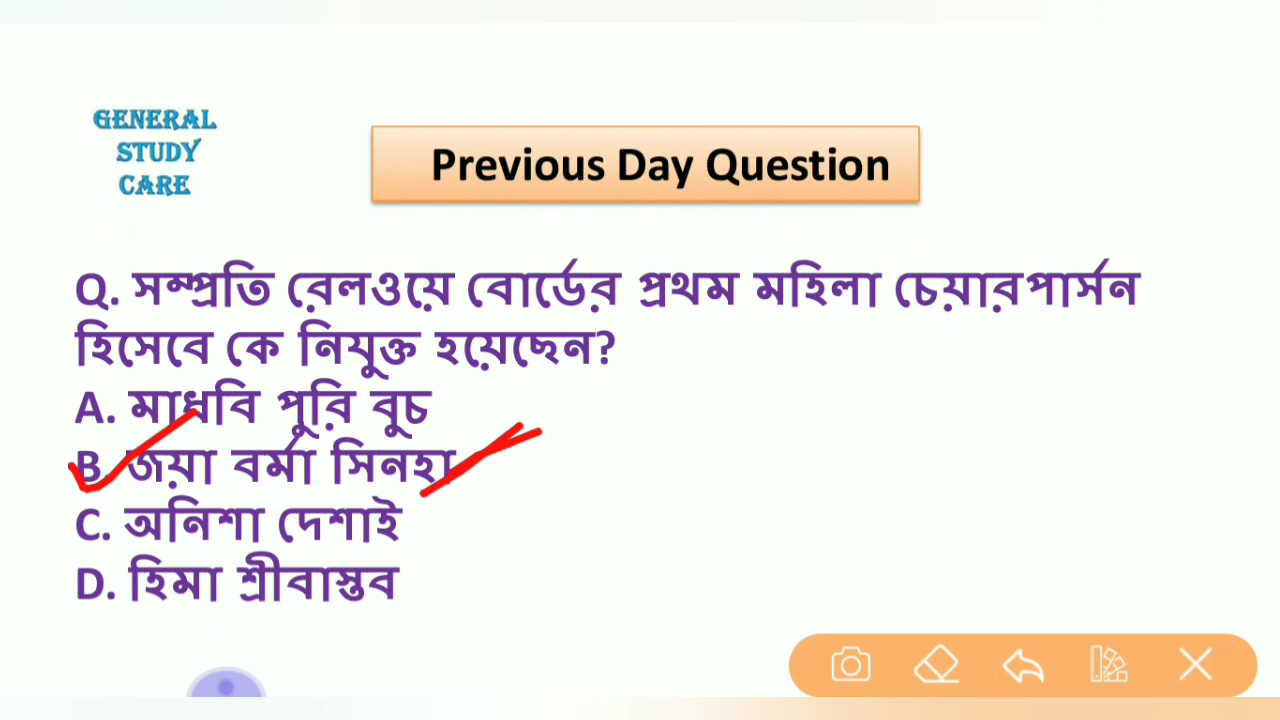 GENERAL
STUDY
CARE
Previous Day Question
Q. সম্প্রতি রেলওয়ে বোর্ডের প্রথম মহিলা চেয়ারপার্সন
হিসেবে কে নিযুক্ত হয়েছেন?
A. মাধবি পুরি বুচ
B. জয়া বর্মা সিনহা
C. অনিশা দেশাই
D. হিমা শ্রীবাস্তব